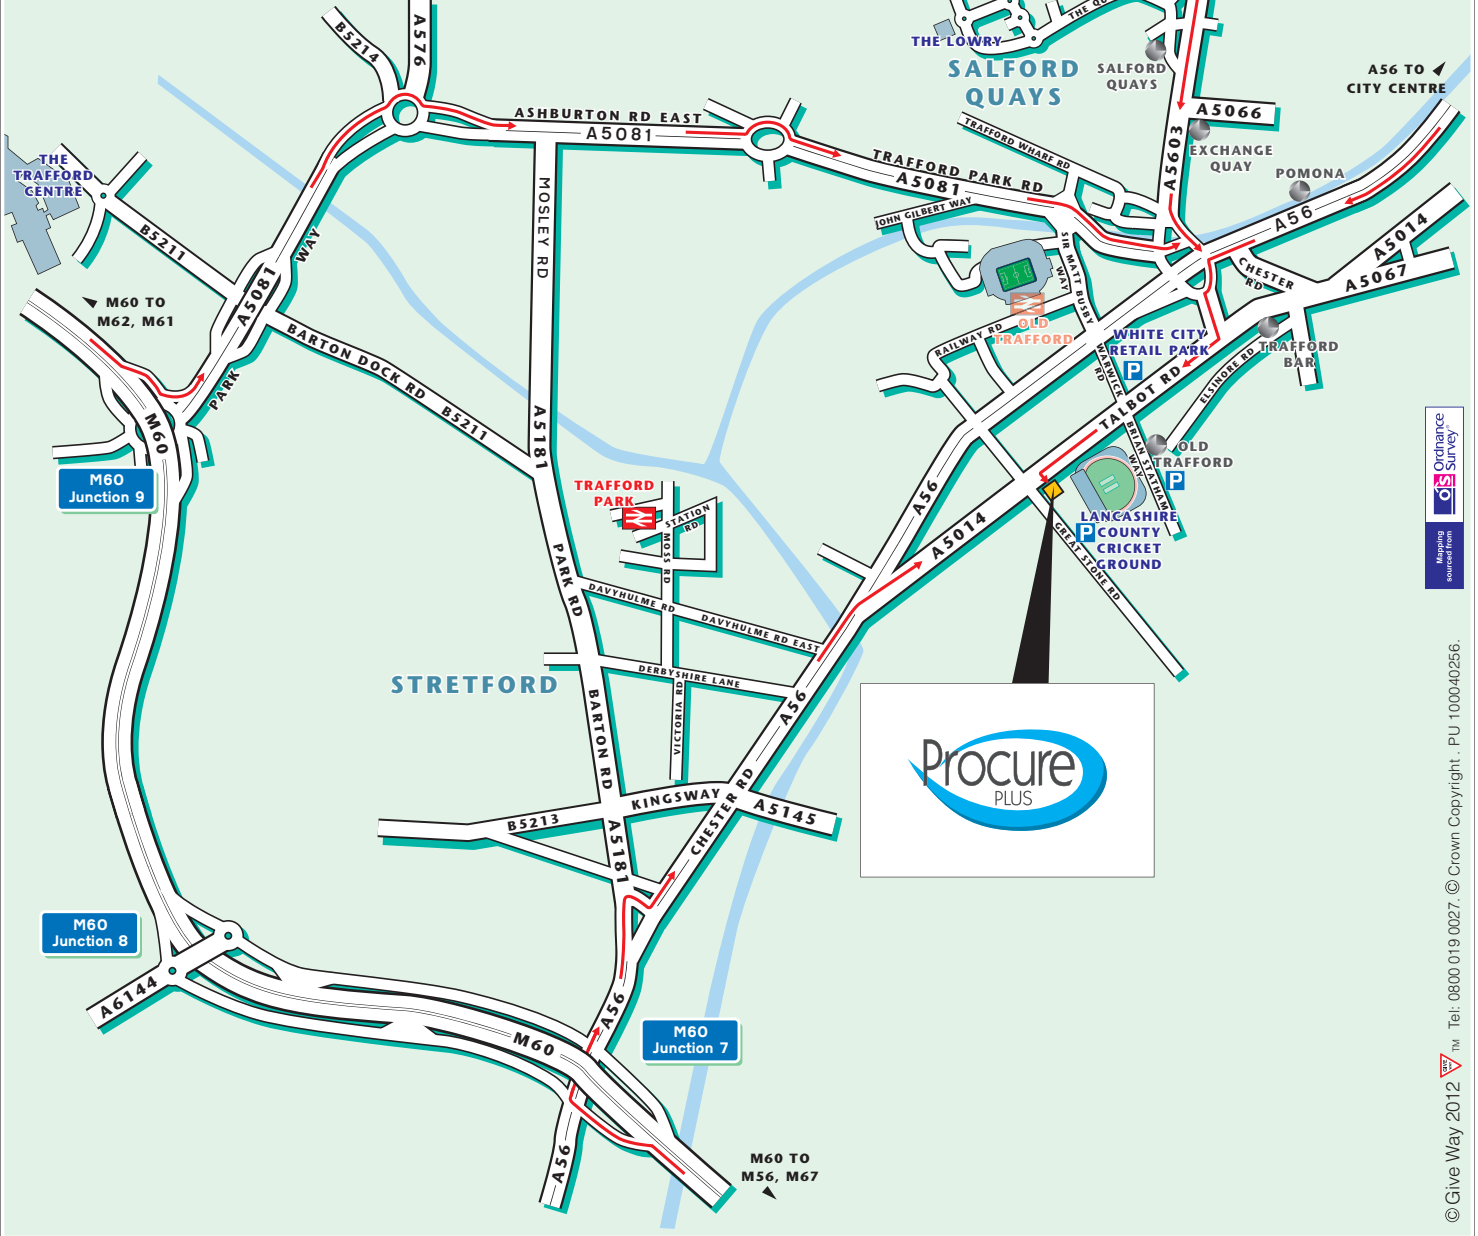 B5214
A576
THE QU
THE LOWRY
SALFORD
QUAYS
SALFORD
QUAYS
A56 TO
CITY CENTRE
ASHBURTON RD EAST
A5081
A5066
TRAFFORD WHARF RD
A5603
EXCHANGE
QUAY
POMONA
THE
TRAFFORD
CENTRE
TRAFFORD PARK RD
A5081
MOSLEY RD
JOHN GILBERT WAY
A56
A5014
B5211
WAY
SIR MATT BUSBY
WAY
CHESTER
RD
A5067
A5081
M60 TO
M62, M61
OLD
TRAFFORD
BARTON DOCK RD
B5211
RAILWAY RD
WHITE CITY
RETAIL PARK
P
TRAFFORD
BAR
WARWICK
RD
ELSINORE RD
PARK
TALBOT RD
M60
A5181
BRIAN STATHAM
WAY
OLD
TRAFFORD
P
M60
Junction 9
TRAFFORD
PARK
STATION
RD
MOSS RD
A56
A5014
LANCASHIRE
COUNTY
CRICKET
GROUND
P
GREAT STONE RD
PARK RD
DAVYHULME RD
DAVYHULME RD EAST
STRETFORD
DERBYSHIRE LANE
VICTORIA RD
BARTON RD
A56
Procure
PLUS
KINGSWAY
B5213
A5145
A5181
CHESTER RD
M60
Junction 8
A6144
A56
M60
M60
Junction 7
A56
M60 TO
M56, M67
Ordnance
Survey®
OS
Mapping
sourced from
© Give Way 2012 GIVE WAY TM Tel: 0800 019 0027. © Crown Copyright. PU 100040256.